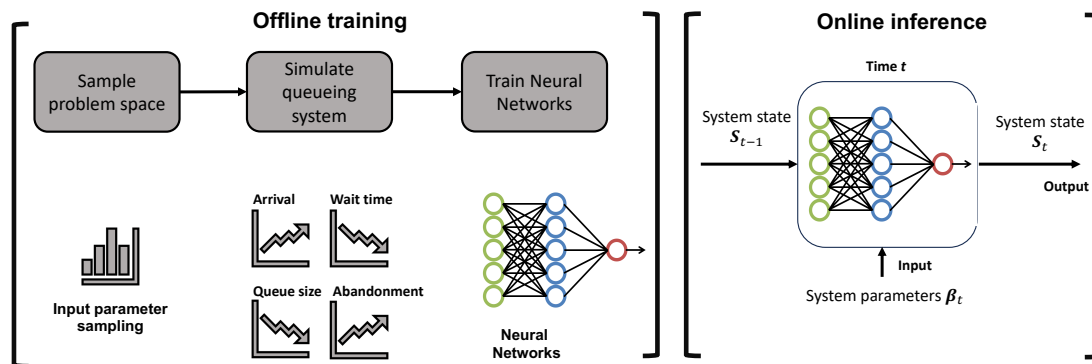 Offline training
Sample
problem space
Simulate
queueing
system
Train Neural
Networks
Input parameter
sampling
Arrival
Wait time
Queue size
Abandonment
Neural
Networks
Online inference
Time t
System state
S_{t−1}
System state
S_t
Output
Input
System parameters β_t